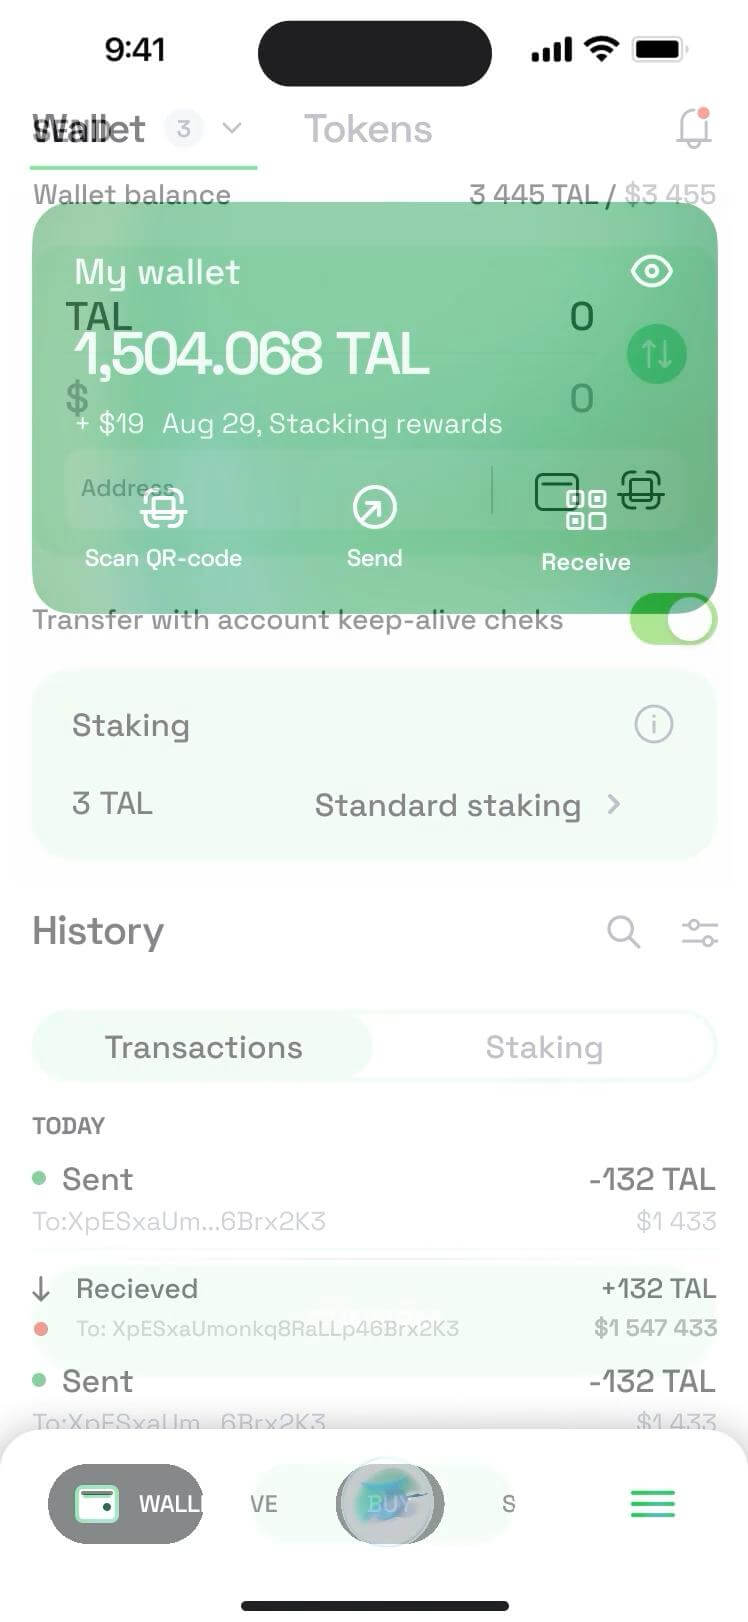 9:41
Wallet 3 Tokens
Wallet balance 3 445 TAL / $3 455
My wallet
TAL 0
1,504.068 TAL
$ 0
+ $19 Aug 29, Stacking rewards
Address
Scan QR-code Send Receive
Transfer with account keep-alive cheks
Staking
3 TAL Standard staking
History
Transactions Staking
TODAY
Sent -132 TAL
To:XpESxaUm...6Brx2K3 $1 433
Recieved +132 TAL
To: XpESxaUmonkq8RaLLp46Brx2K3 $1 547 433
Sent -132 TAL
To:XpESxaUm...6Brx2K3 $1 433
WALL VE BUY S